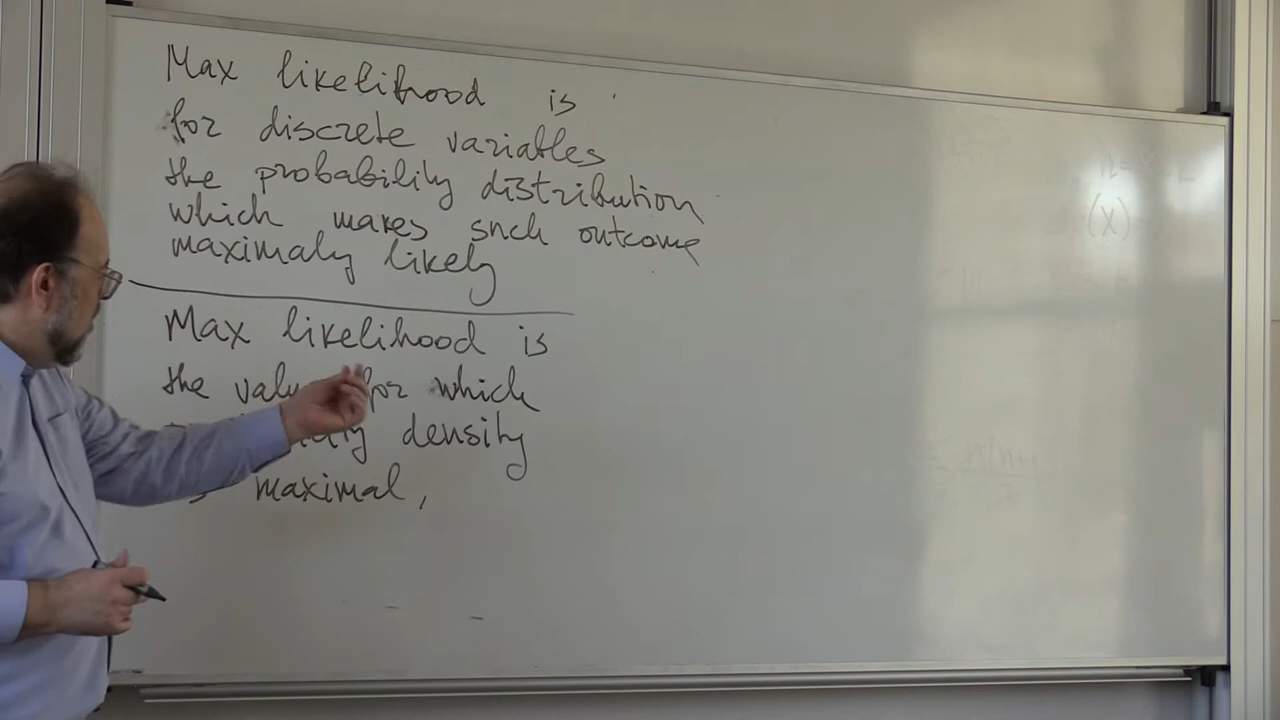 Max likelihood is
for discrete variables
the probability distribution
which makes such outcome
maximaly likely
Max likelihood is
the for which
density
maximal,
(x)